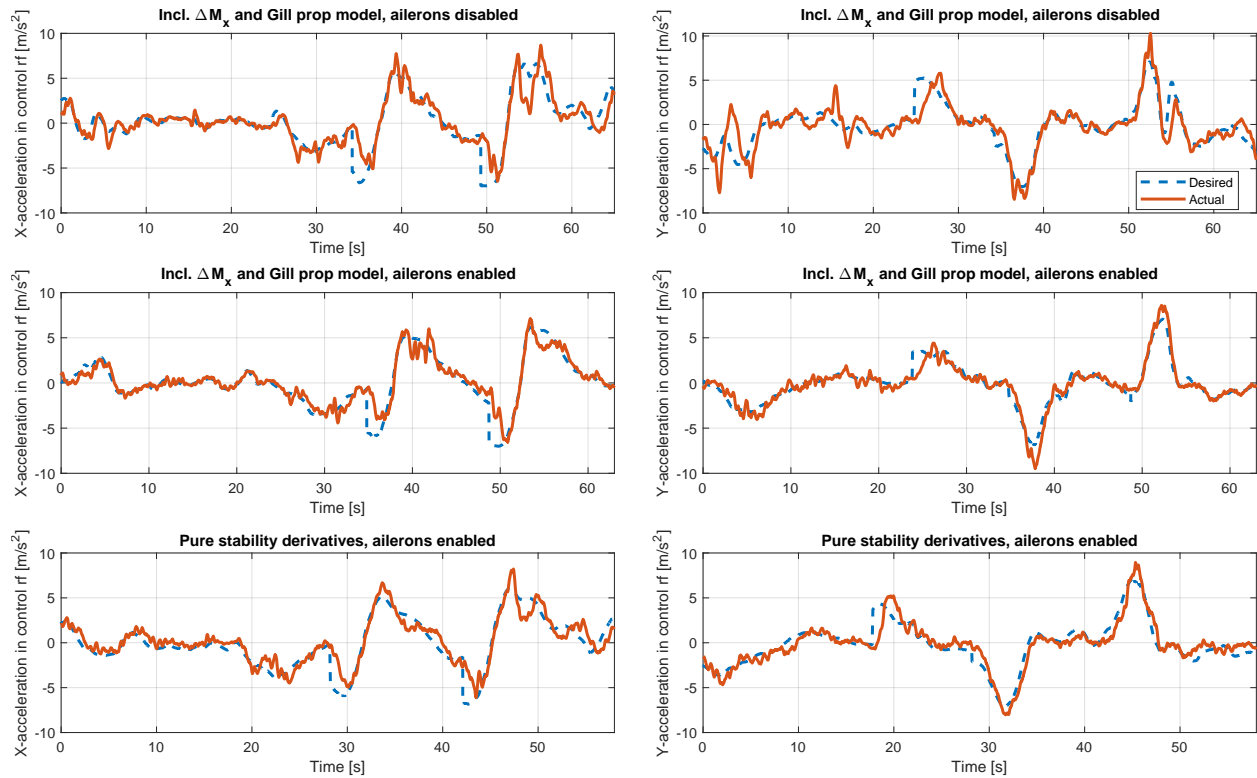 Incl. ΔMₓ and Gill prop model, ailerons disabled
X-acceleration in control rf [m/s²]
10
5
0
-5
-10
0 10 20 30 40 50 60
Time [s]
Incl. ΔMₓ and Gill prop model, ailerons disabled
Y-acceleration in control rf [m/s²]
10
5
0
-5
-10
Desired
Actual
0 10 20 30 40 50 60
Time [s]
Incl. ΔMₓ and Gill prop model, ailerons enabled
X-acceleration in control rf [m/s²]
10
5
0
-5
-10
0 10 20 30 40 50 60
Time [s]
Incl. ΔMₓ and Gill prop model, ailerons enabled
Y-acceleration in control rf [m/s²]
10
5
0
-5
-10
0 10 20 30 40 50 60
Time [s]
Pure stability derivatives, ailerons enabled
X-acceleration in control rf [m/s²]
10
5
0
-5
-10
0 10 20 30 40 50
Time [s]
Pure stability derivatives, ailerons enabled
Y-acceleration in control rf [m/s²]
10
5
0
-5
-10
0 10 20 30 40 50
Time [s]